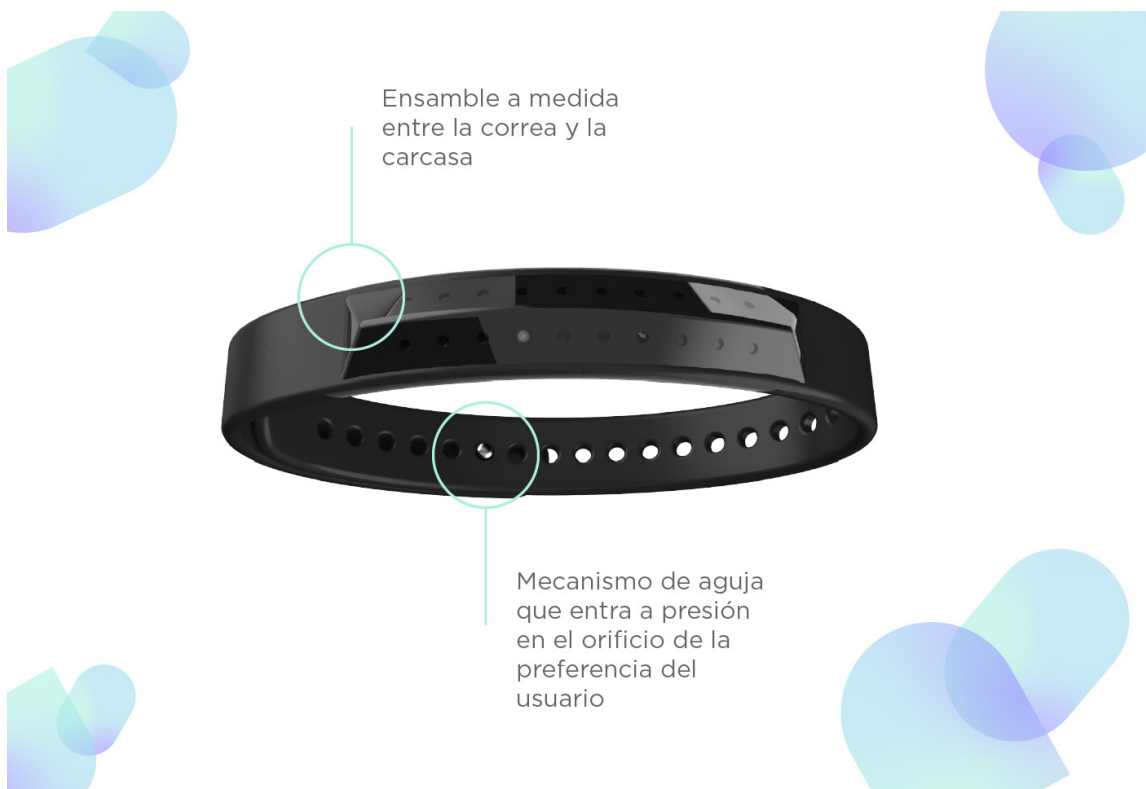 Ensamble a medida
entre la correa y la
carcasa
Mecanismo de aguja
que entra a presión
en el orificio de la
preferencia del
usuario